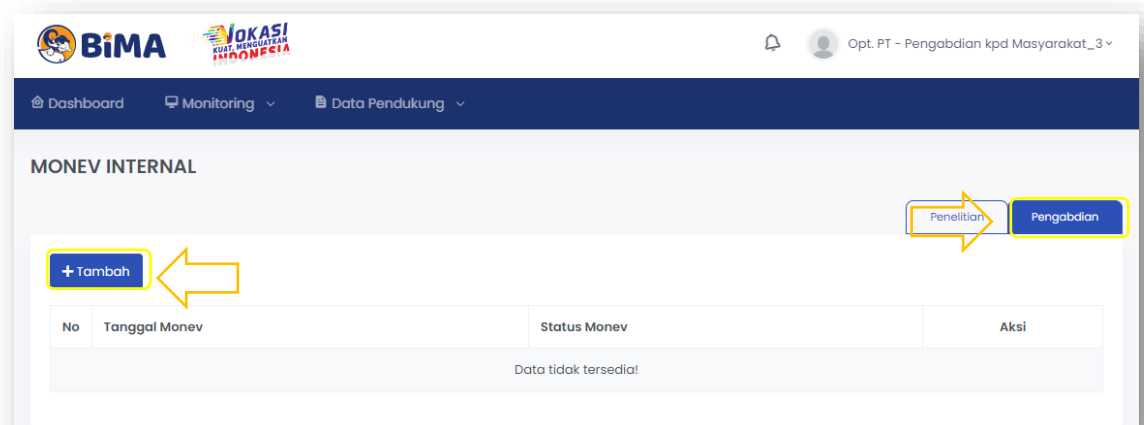 BiMA
VOKASI
KUAT, MENGUATKAN
INDONESIA
Opt. PT - Pengabdian kpd Masyarakat_3
Dashboard
Monitoring
Data Pendukung
MONEV INTERNAL
Penelitian
Pengabdian
+ Tambah
No Tanggal Monev Status Monev Aksi
Data tidak tersedia!